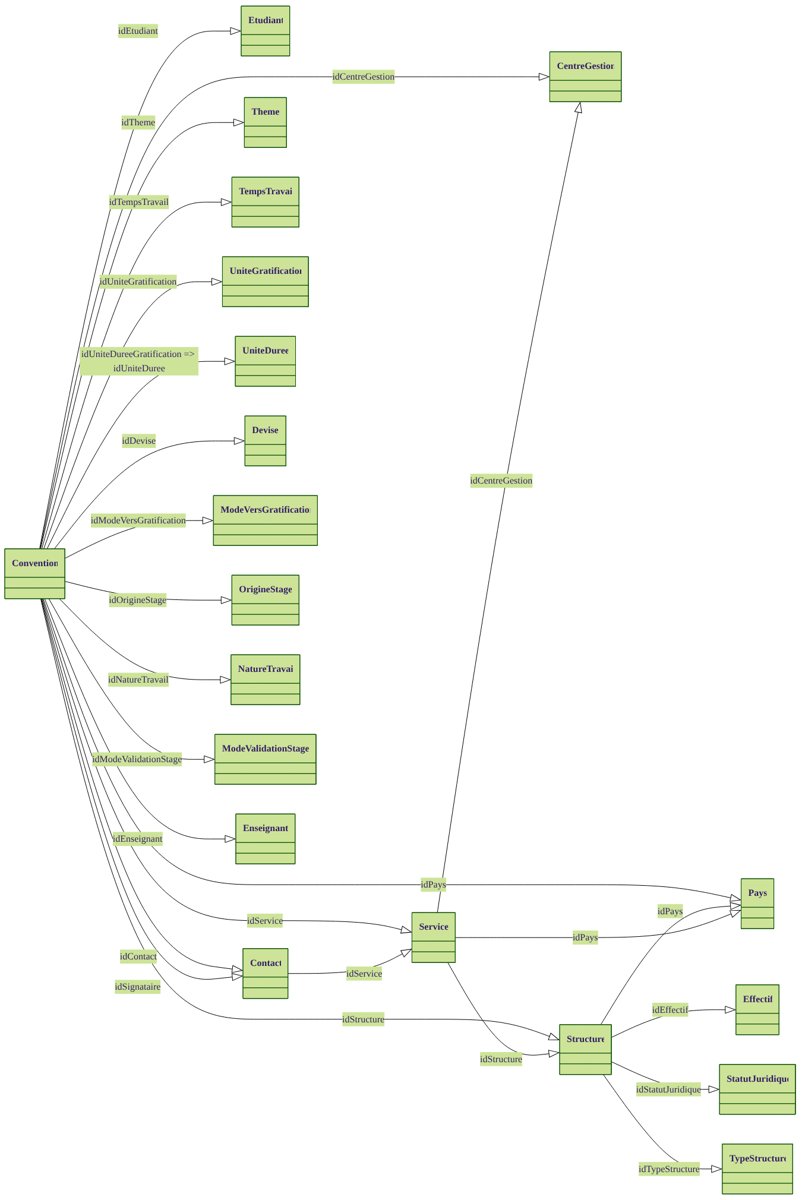 Etudiant
idEtudiant
CentreGestion
idCentreGestion
Theme
idTheme
TempsTravai
idTempsTravail
UniteGratification
idUniteGratification
UniteDuree
idUniteDureeGratification =>
idUniteDuree
Devise
idDevise
idCentreGestion
ModeVersGratificatio
idModeVersGratification
Convention
OrigineStage
idOrigineStage
NatureTravai
idNatureTravail
ModeValidationStage
idModeValidationStage
Enseignant
idEnseignant
idPays
Pays
idPays
idService
Service
idPays
idContact
Contact
idService
idSignataire
Effectif
idEffectif
idStructure
Structure
idStructure
StatutJuridique
idStatutJuridique
TypeStructure
idTypeStructure